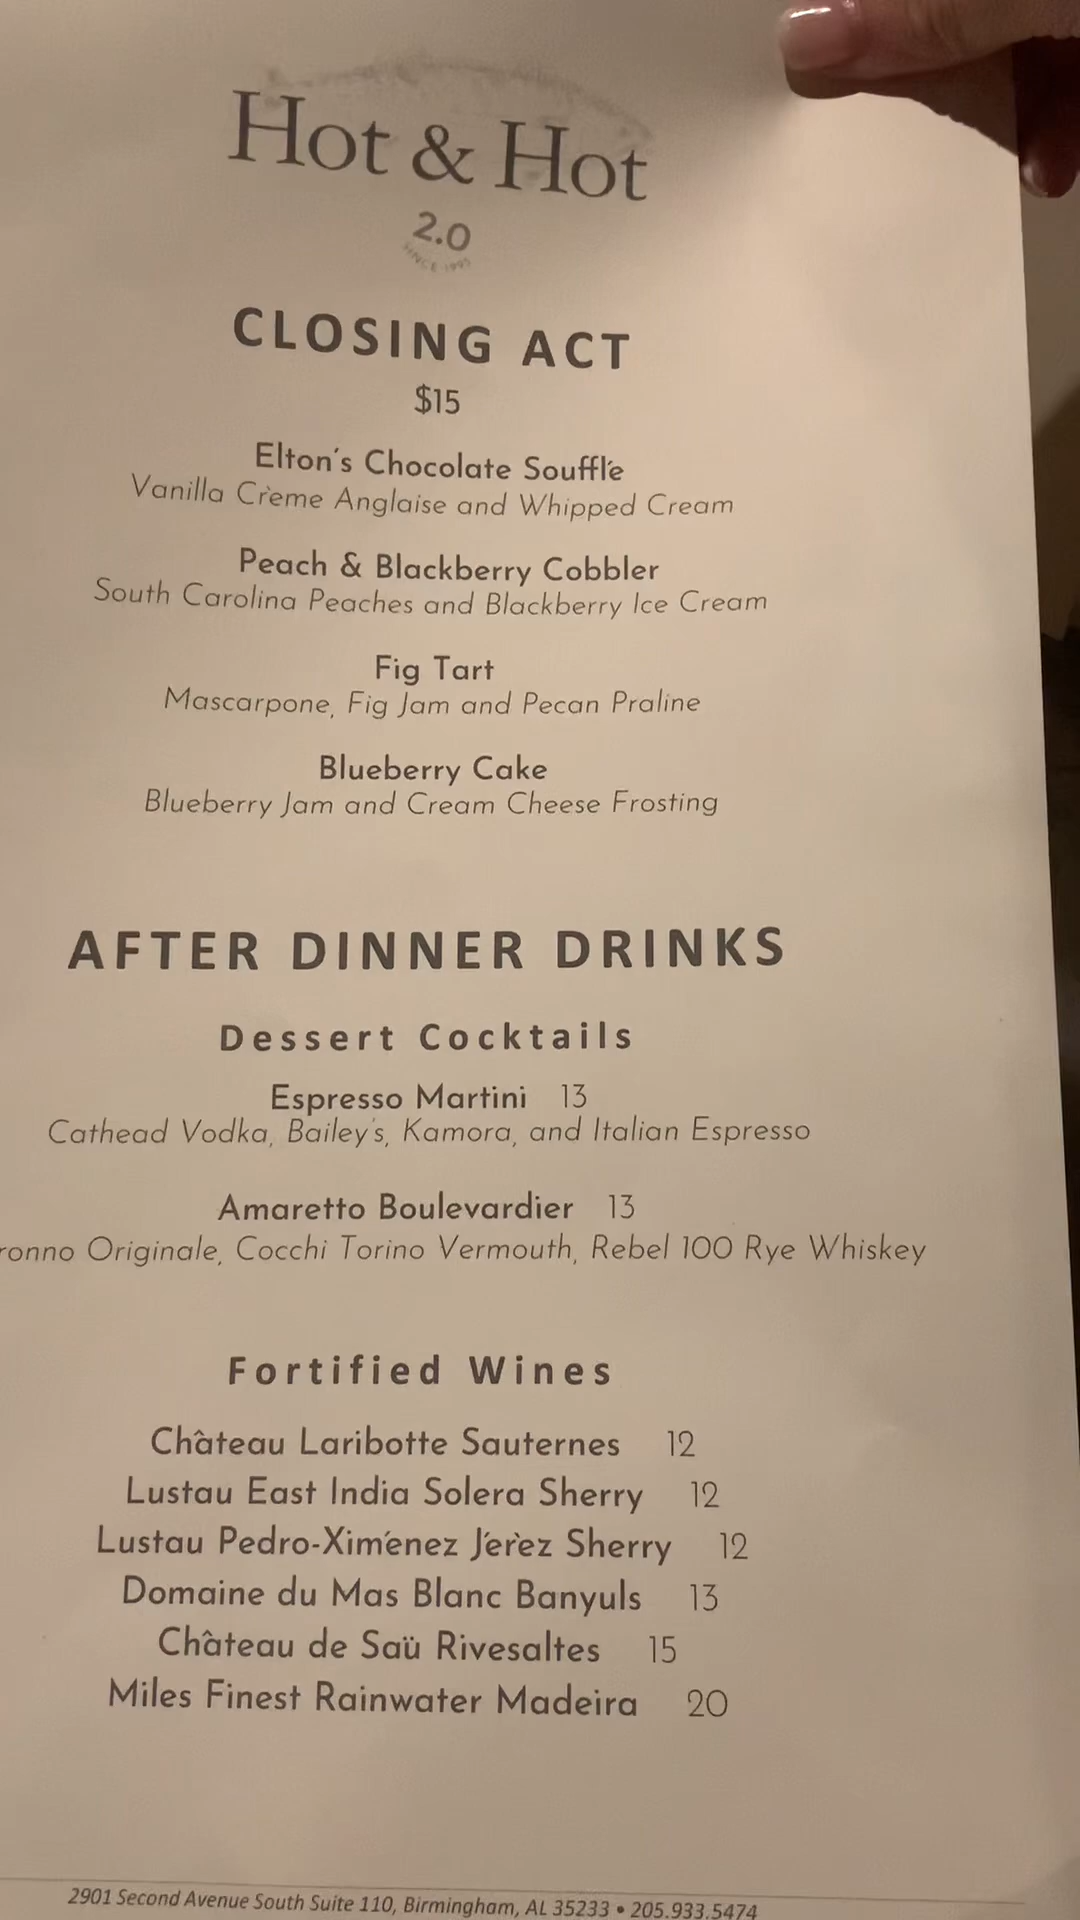 Hot & Hot
2.0
SINCE 1995
CLOSING ACT
$15
Elton's Chocolate Soufflé
Vanilla Crème Anglaise and Whipped Cream
Peach & Blackberry Cobbler
South Carolina Peaches and Blackberry Ice Cream
Fig Tart
Mascarpone, Fig Jam and Pecan Praline
Blueberry Cake
Blueberry Jam and Cream Cheese Frosting
AFTER DINNER DRINKS
Dessert Cocktails
Espresso Martini 13
Cathead Vodka, Bailey's, Kamora, and Italian Espresso
Amaretto Boulevardier 13
ronno Originale, Cocchi Torino Vermouth, Rebel 100 Rye Whiskey
Fortified Wines
Château Laribotte Sauternes 12
Lustau East India Solera Sherry 12
Lustau Pedro-Ximénez Jérèz Sherry 12
Domaine du Mas Blanc Banyuls 13
Château de Saü Rivesaltes 15
Miles Finest Rainwater Madeira 20
2901 Second Avenue South Suite 110, Birmingham, AL 35233 • 205.933.5474